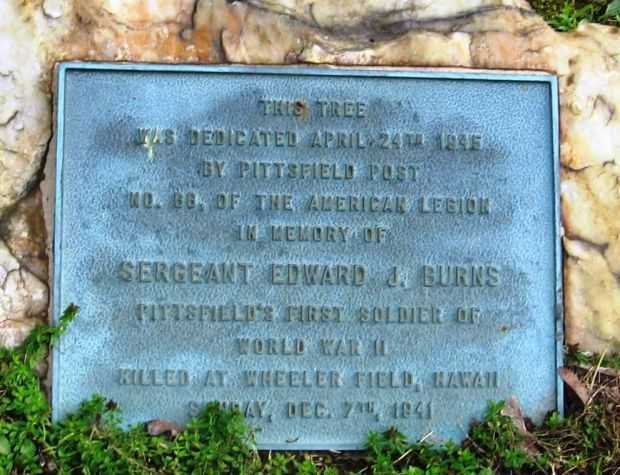 THIS TREE
WAS DEDICATED APRIL 24TH 1945
BY PITTSFIELD POST
NO. 68, OF THE AMERICAN LEGION
IN MEMORY OF
SERGEANT EDWARD J. BURNS
PITTSFIELD'S FIRST SOLDIER OF
WORLD WAR II
KILLED AT WHEELER FIELD, HAWAII
SUNDAY, DEC. 7TH, 1941